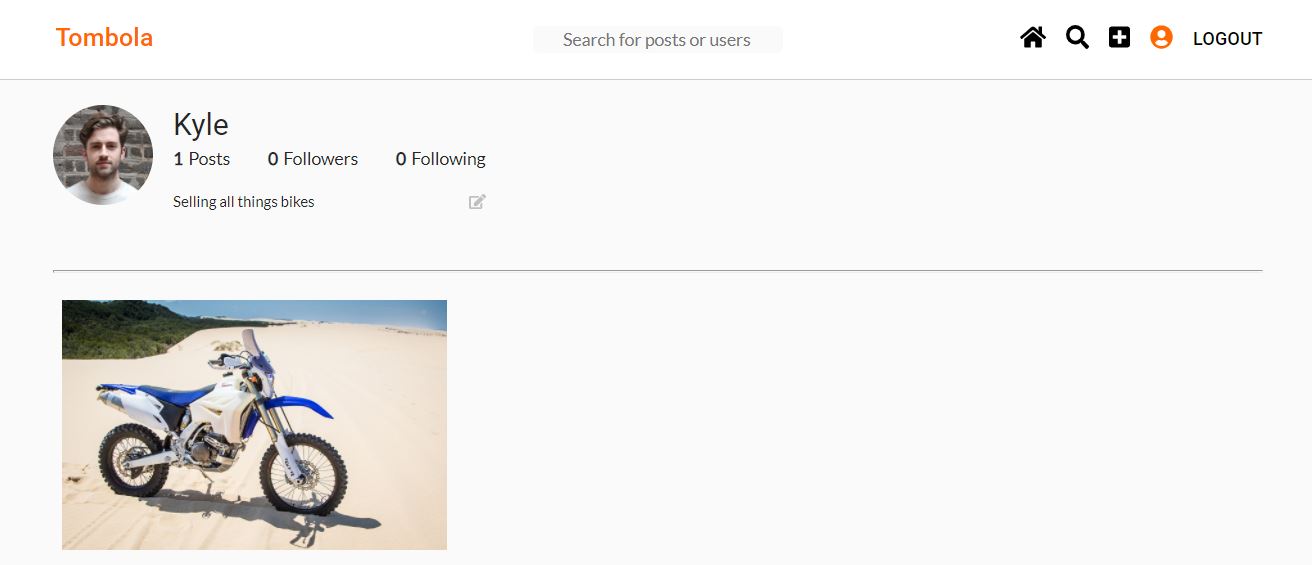 Tombola
Search for posts or users
LOGOUT
Kyle
1 Posts 0 Followers 0 Following
Selling all things bikes